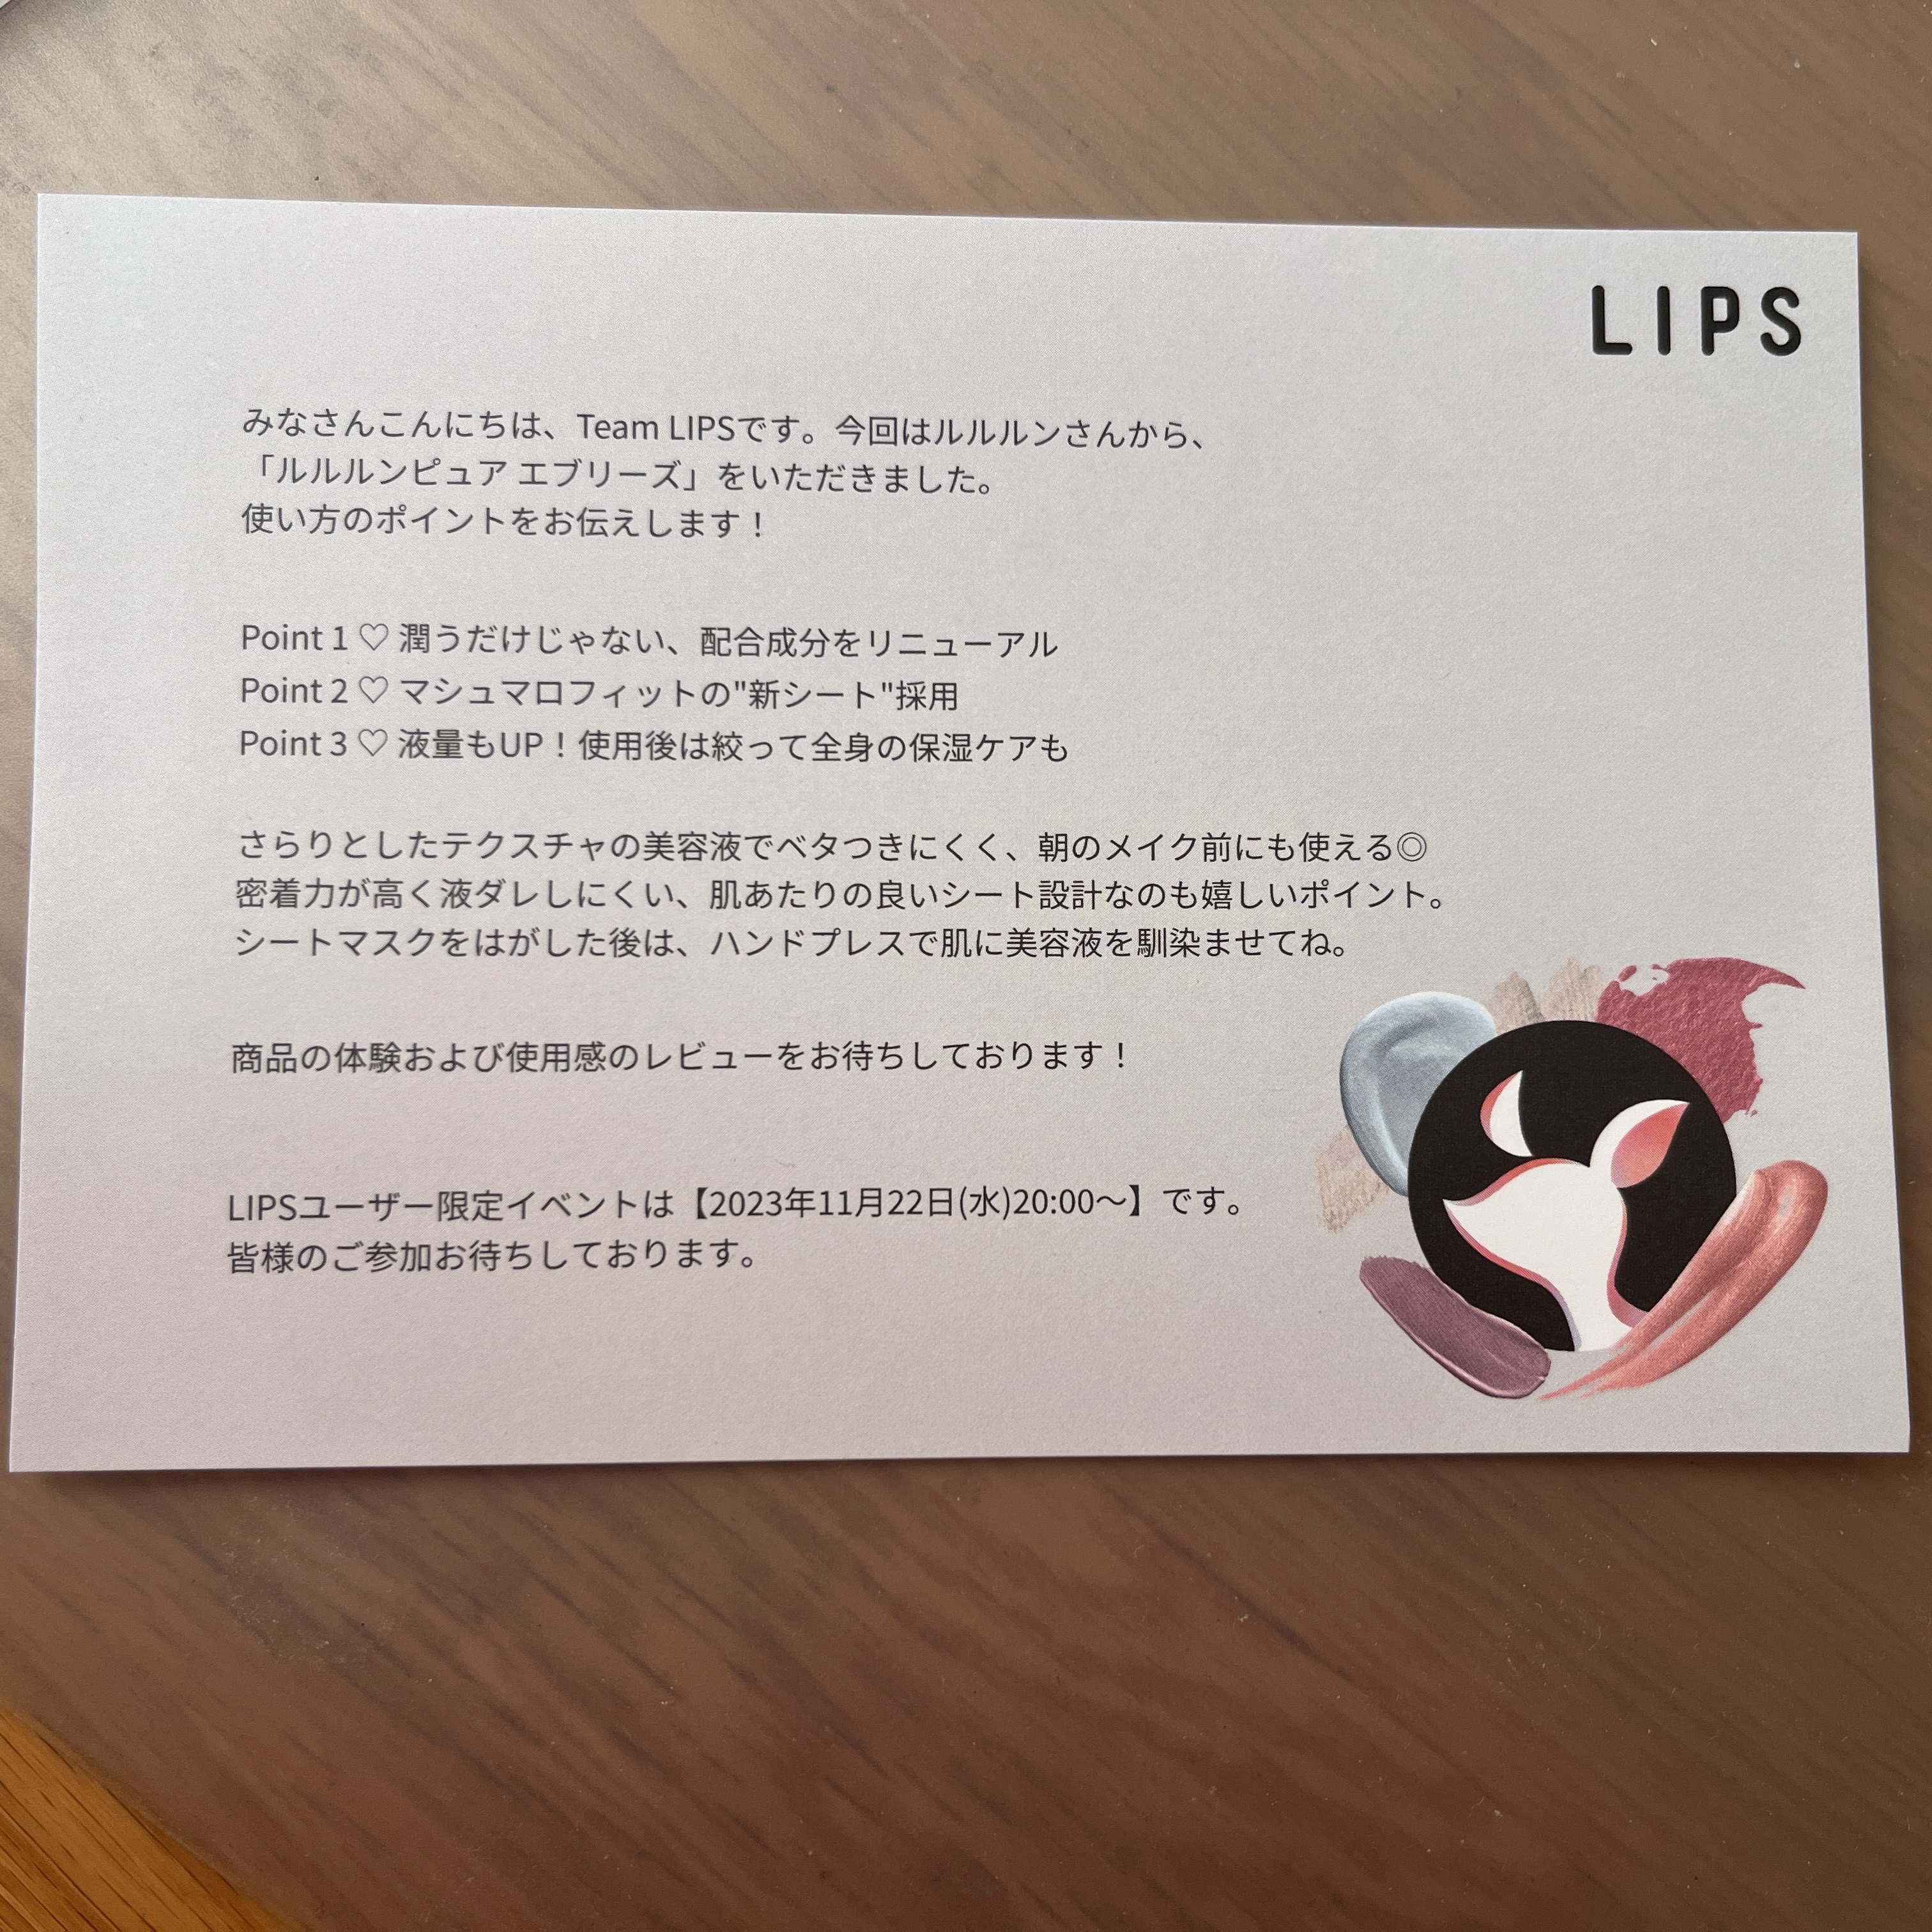 LIPS
みなさんこんにちは、Team LIPSです。今回はルルルンさんから、
「ルルルンピュア エブリーズ」をいただきました。
使い方のポイントをお伝えします！
Point 1 ♡ 潤うだけじゃない、配合成分をリニューアル
Point 2 ♡ マシュマロフィットの"新シート"採用
Point 3 ♡ 液量もUP！使用後は絞って全身の保湿ケアも
さらりとしたテクスチャの美容液でベタつきにくく、朝のメイク前にも使える◎
密着力が高く液ダレしにくい、肌あたりの良いシート設計なのも嬉しいポイント。
シートマスクをはがした後は、ハンドプレスで肌に美容液を馴染ませてね。
商品の体験および使用感のレビューをお待ちしております！
LIPSユーザー限定イベントは【2023年11月22日(水)20:00～】です。
皆様のご参加お待ちしております。